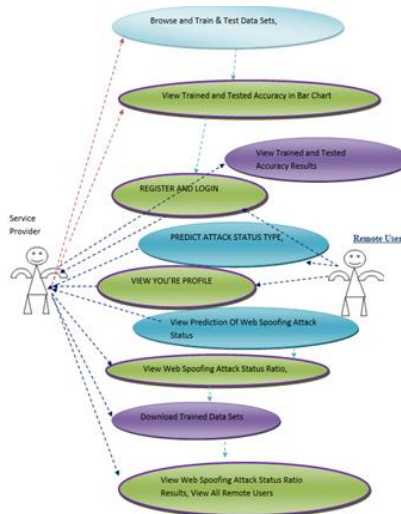 Browse and Train & Test Data Sets,
View Trained and Tested Accuracy in Bar Chart
View Trained and Tested
Accuracy Results
REGISTER AND LOGIN
Service
Provider
PREDICT ATTACK STATUS TYPE,
Remote User
VIEW YOU'RE PROFILE
View Prediction Of Web Spoofing Attack
Status
View Web Spoofing Attack Status Ratio,
Download Trained Data Sets
View Web Spoofing Attack Status Ratio
Results, View All Remote Users